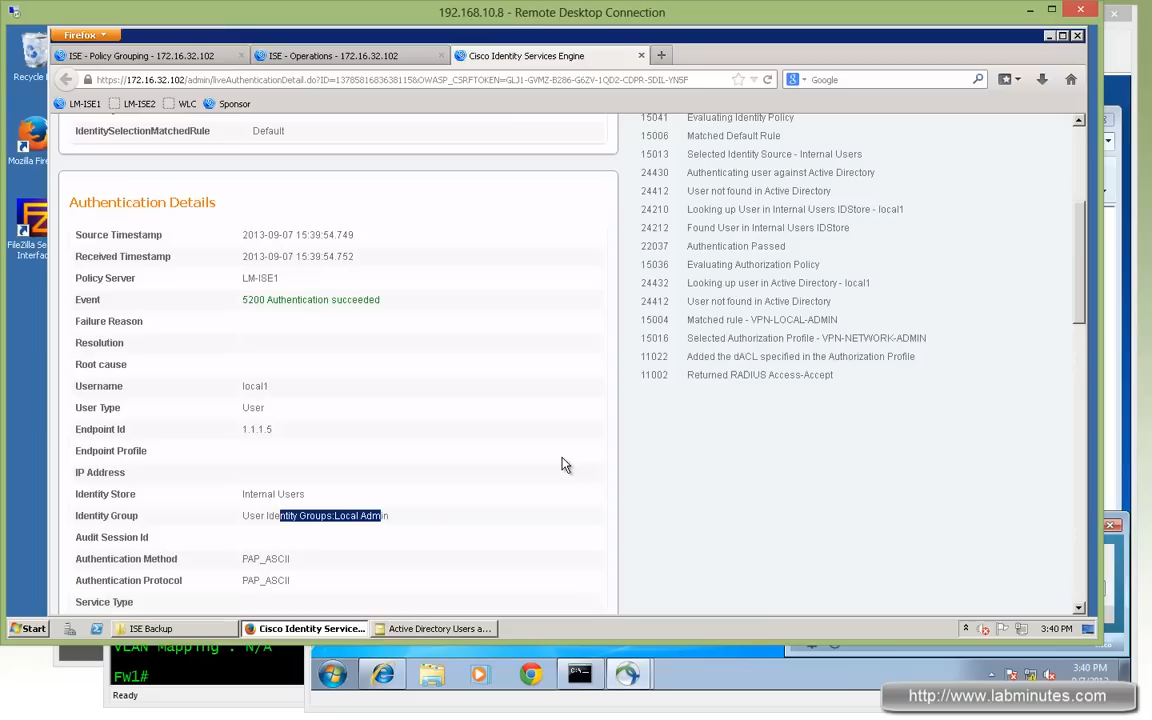 192.168.10.8 - Remote Desktop Connection
Firefox
ISE - Policy Grouping - 172.16.32.102
ISE - Operations - 172.16.32.102
Cisco Identity Services Engine
Google
LM-ISE1
LM-ISE2
WLC
Sponsor
Recycle
Mozilla Fire
FileZilla Se
Interfac
IdentitySelectionMatchedRule Default
Authentication Details
Source Timestamp 2013-09-07 15:39:54.749
Received Timestamp 2013-09-07 15:39:54.752
Policy Server LM-ISE1
Event 5200 Authentication succeeded
Failure Reason
Resolution
Root cause
Username local1
User Type User
Endpoint Id 1.1.1.5
Endpoint Profile
IP Address
Identity Store Internal Users
Identity Group User Identity Groups:Local Admin
Audit Session Id
Authentication Method PAP_ASCII
Authentication Protocol PAP_ASCII
Service Type
15041 Evaluating Identity Policy
15006 Matched Default Rule
15013 Selected Identity Source - Internal Users
24430 Authenticating user against Active Directory
24412 User not found in Active Directory
24210 Looking up User in Internal Users IDStore - local1
24212 Found User in Internal Users IDStore
22037 Authentication Passed
15036 Evaluating Authorization Policy
24432 Looking up user in Active Directory - local1
24412 User not found in Active Directory
15004 Matched rule - VPN-LOCAL-ADMIN
15016 Selected Authorization Profile - VPN-NETWORK-ADMIN
11022 Added the dACL specified in the Authorization Profile
11002 Returned RADIUS Access-Accept
Start
ISE Backup
Cisco Identity Service...
Active Directory Users a...
3:40 PM
VLAN Mapping : N/A
FW1#
Ready
3:40 PM
http://www.labminutes.com